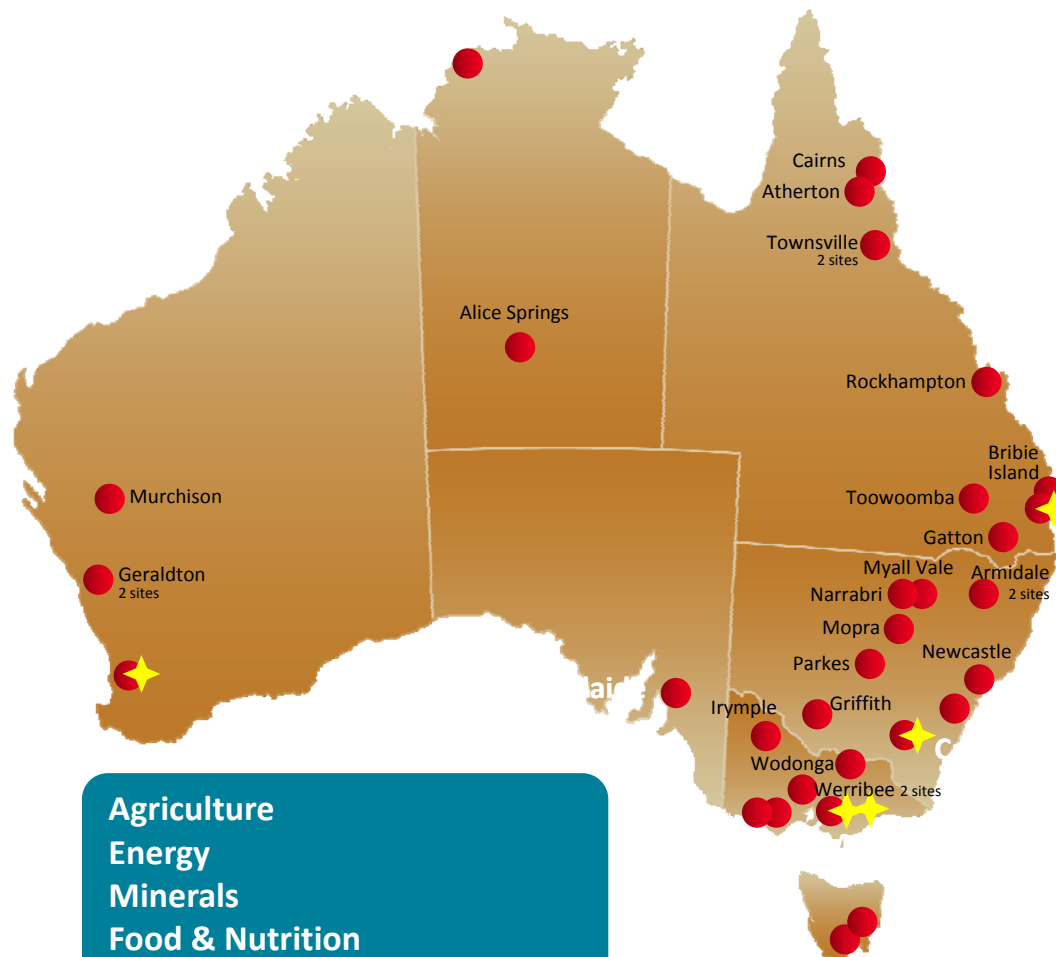 Cairns
Atherton
Townsville
2 sites
Alice Springs
Rockhampton
Bribie
Island
Murchison
Toowoomba
Gatton
Geraldton
2 sites
Myall Vale
Armidale
Narrabri
2 sites
Mopra
Newcastle
Parkes
laide
Irymple
Griffith
C
Wodonga
Werribee 2 sites
Agriculture
Energy
Minerals
Food & Nutrition